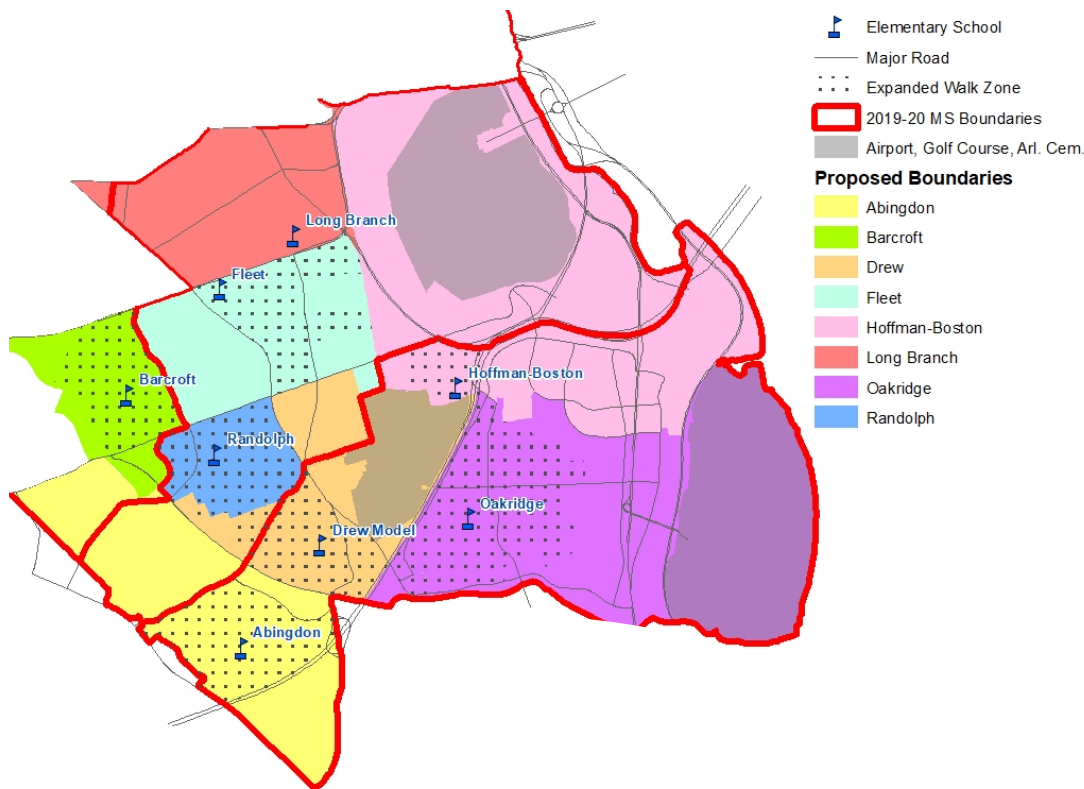 Elementary School
Major Road
Expanded Walk Zone
2019-20 MS Boundaries
Airport, Golf Course, Arl. Cem.
Proposed Boundaries
Abingdon
Barcroft
Drew
Fleet
Hoffman-Boston
Long Branch
Oakridge
Randolph
Long Branch
Fleet
Hoffman-Boston
Barcroft
Randolph
Oakridge
Drew Model
Abingdon